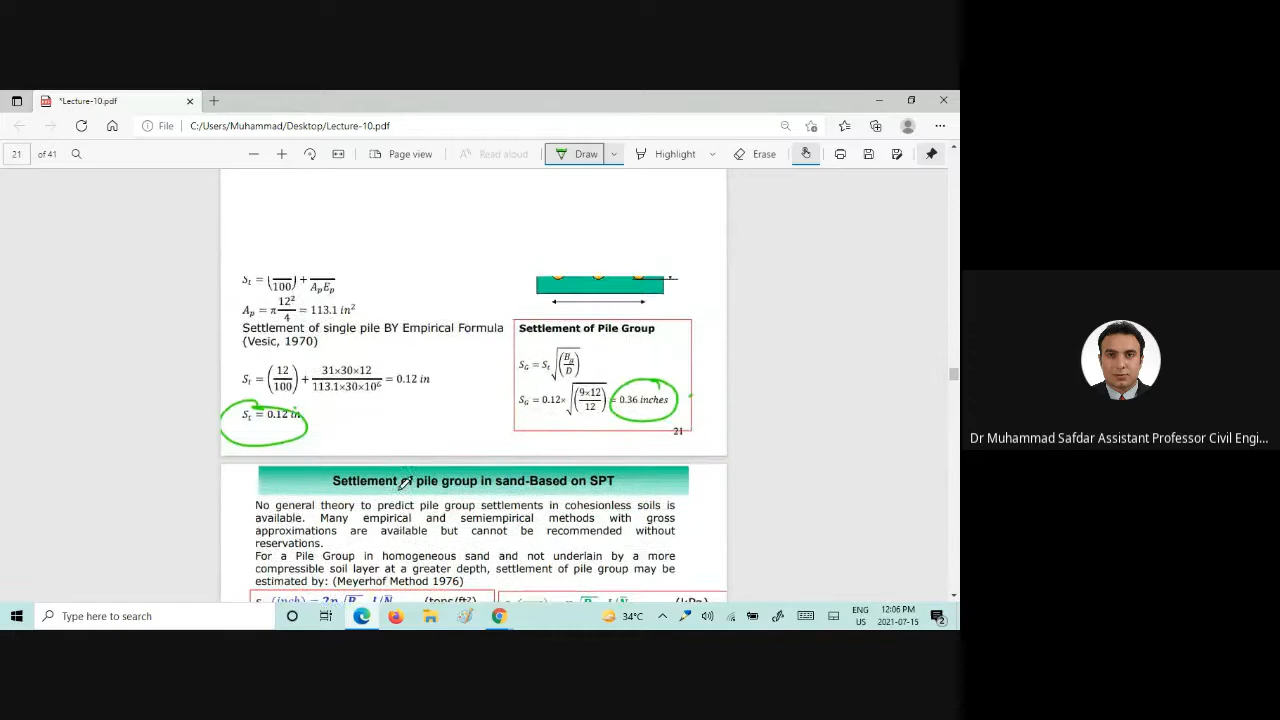 *Lecture-10.pdf
File C:/Users/Muhammad/Desktop/Lecture-10.pdf
21 of 41 Page view Read aloud Draw Highlight Erase
S_t = (/100) + /A_pE_p
A_p = π 12²/4 = 113.1 in²
Settlement of single pile BY Empirical Formula
(Vesic, 1970)
S_t = (12/100) + 31×30×12/113.1×30×10⁶ = 0.12 in
S_t = 0.12 in
Settlement of Pile Group
S_G = S_t √(B_g/D)
S_G = 0.12× √(9×12/12) = 0.36 inches
21
Settlement of pile group in sand-Based on SPT
No general theory to predict pile group settlements in cohesionless soils is
available. Many empirical and semiempirical methods with gross
approximations are available but cannot be recommended without
reservations.
For a Pile Group in homogeneous sand and not underlain by a more
compressible soil layer at a greater depth, settlement of pile group may be
estimated by: (Meyerhof Method 1976)
(tons/ft²)
Type here to search
34°C
ENG
US
12:06 PM
2021-07-15
2
Dr Muhammad Safdar Assistant Professor Civil Engi...